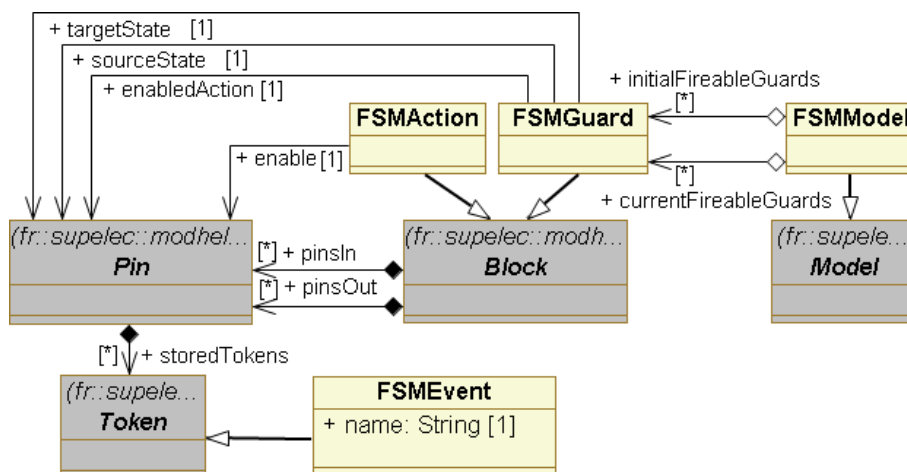 + targetState [1]
+ sourceState [1]
+ enabledAction [1]
+ initialFireableGuards
[*]
FSMAction
FSMGuard
FSMModel
+ enable [1]
[*]
+ currentFireableGuards
(fr::supelec::modhel...
Pin
(fr::supelec::modh...
Block
(fr::supele...
Model
[*] + pinsIn
[*] + pinsOut
[*] + storedTokens
(fr::supele...
Token
FSMEvent
+ name: String [1]